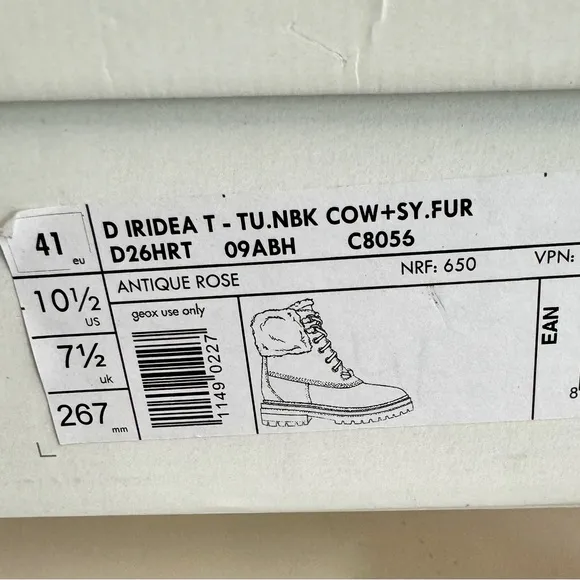 41 eu
D IRIDEA T - TU.NBK COW+SY.FUR
D26HRT 09ABH C8056
ANTIQUE ROSE NRF: 650 VPN:
10½ US
7½ uk
267 mm
geox use only
1149 0227
EAN
8